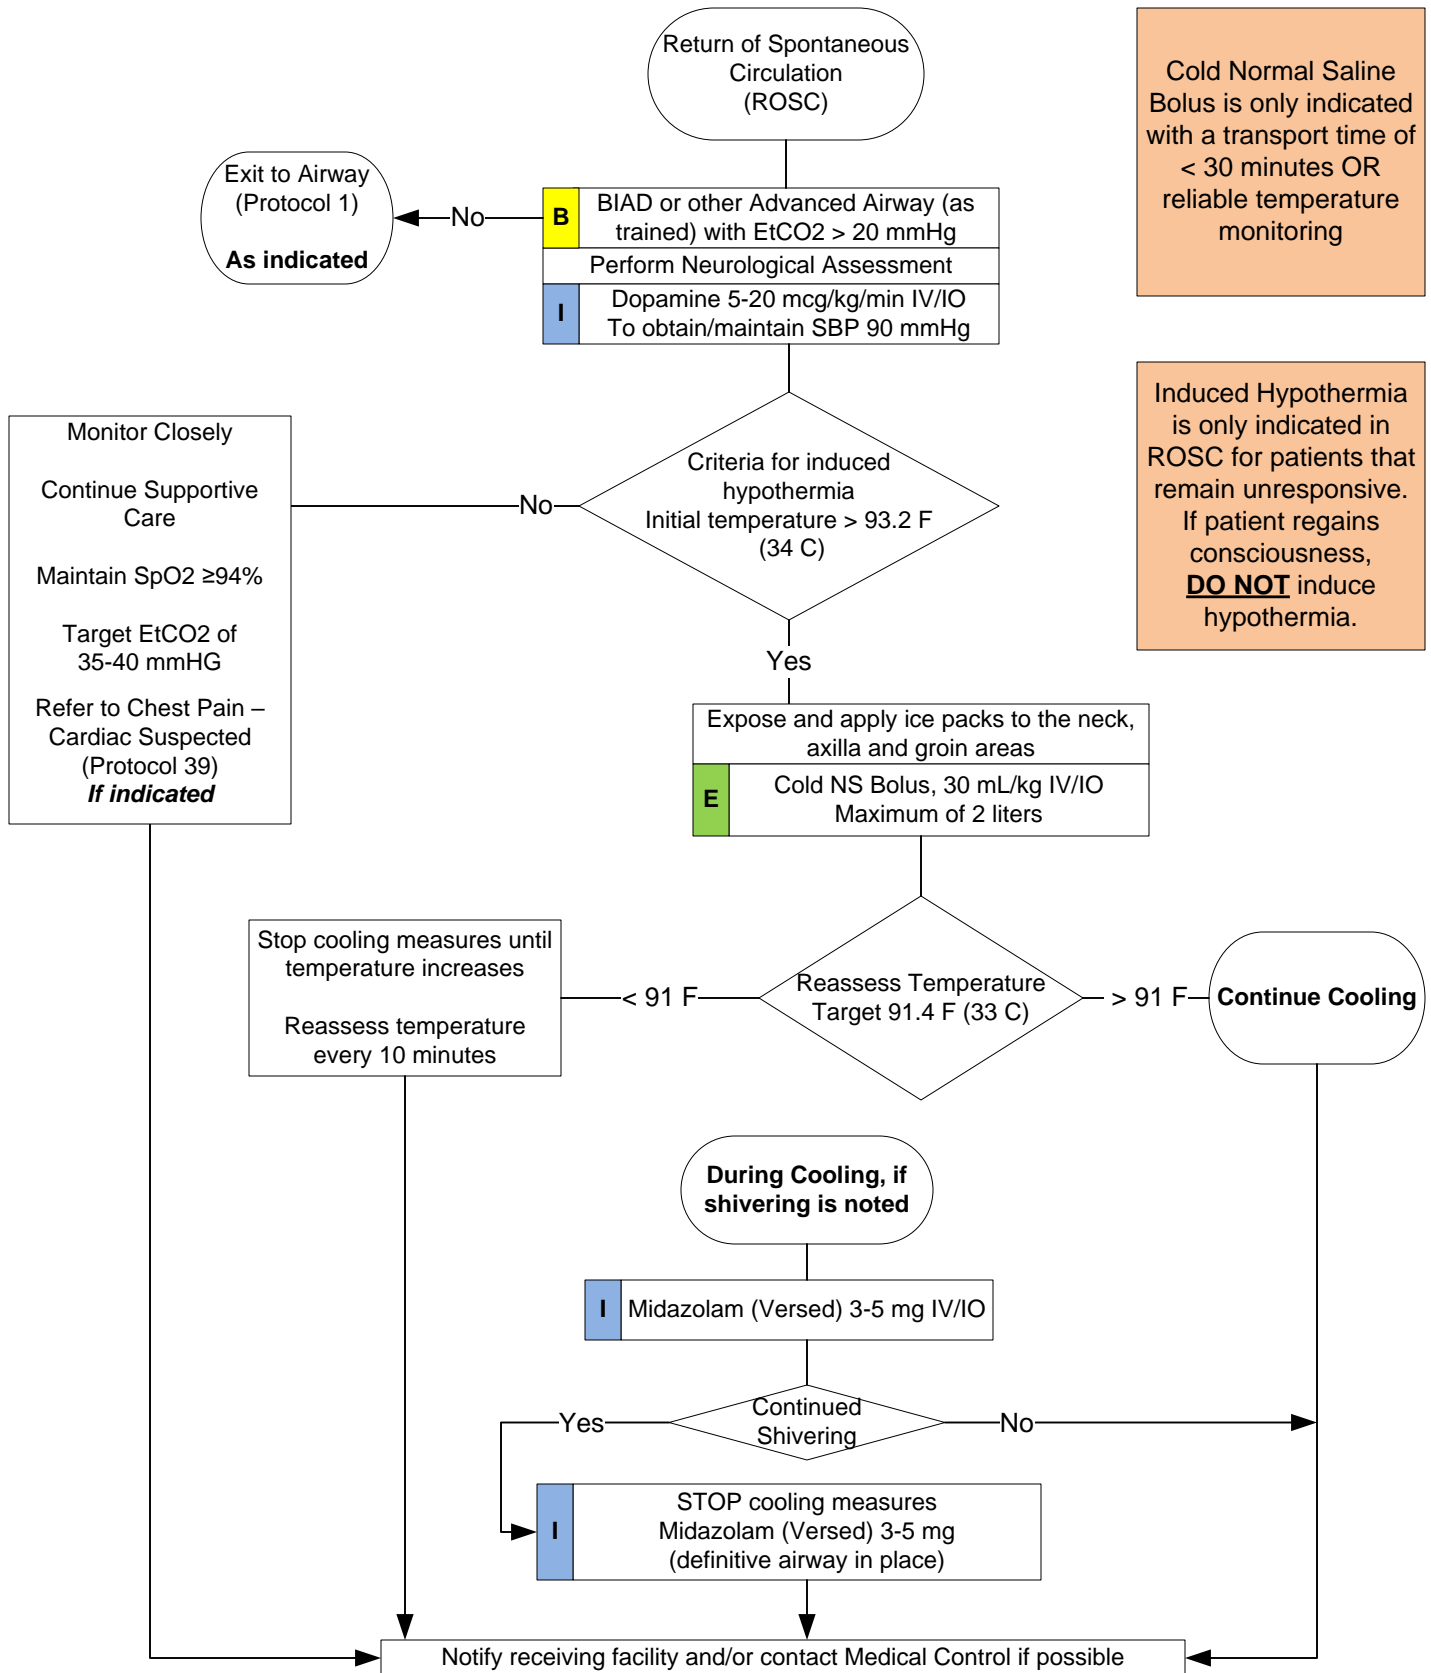 Return of Spontaneous
Circulation
(ROSC)
Cold Normal Saline
Bolus is only indicated
with a transport time of
< 30 minutes OR
reliable temperature
monitoring
Exit to Airway
(Protocol 1)
As indicated
No
B
BIAD or other Advanced Airway (as
trained) with EtCO2 > 20 mmHg
Perform Neurological Assessment
I
Dopamine 5-20 mcg/kg/min IV/IO
To obtain/maintain SBP 90 mmHg
Induced Hypothermia
is only indicated in
ROSC for patients that
remain unresponsive.
If patient regains
consciousness,
DO NOT induce
hypothermia.
Monitor Closely
Continue Supportive
Care
Maintain SpO2 ≥94%
Target EtCO2 of
35-40 mmHG
Refer to Chest Pain –
Cardiac Suspected
(Protocol 39)
If indicated
No
Criteria for induced
hypothermia
Initial temperature > 93.2 F
(34 C)
Yes
Expose and apply ice packs to the neck,
axilla and groin areas
E
Cold NS Bolus, 30 mL/kg IV/IO
Maximum of 2 liters
Stop cooling measures until
temperature increases
Reassess temperature
every 10 minutes
< 91 F
Reassess Temperature
Target 91.4 F (33 C)
> 91 F
Continue Cooling
During Cooling, if
shivering is noted
I
Midazolam (Versed) 3-5 mg IV/IO
Yes
Continued
Shivering
No
I
STOP cooling measures
Midazolam (Versed) 3-5 mg
(definitive airway in place)
Notify receiving facility and/or contact Medical Control if possible